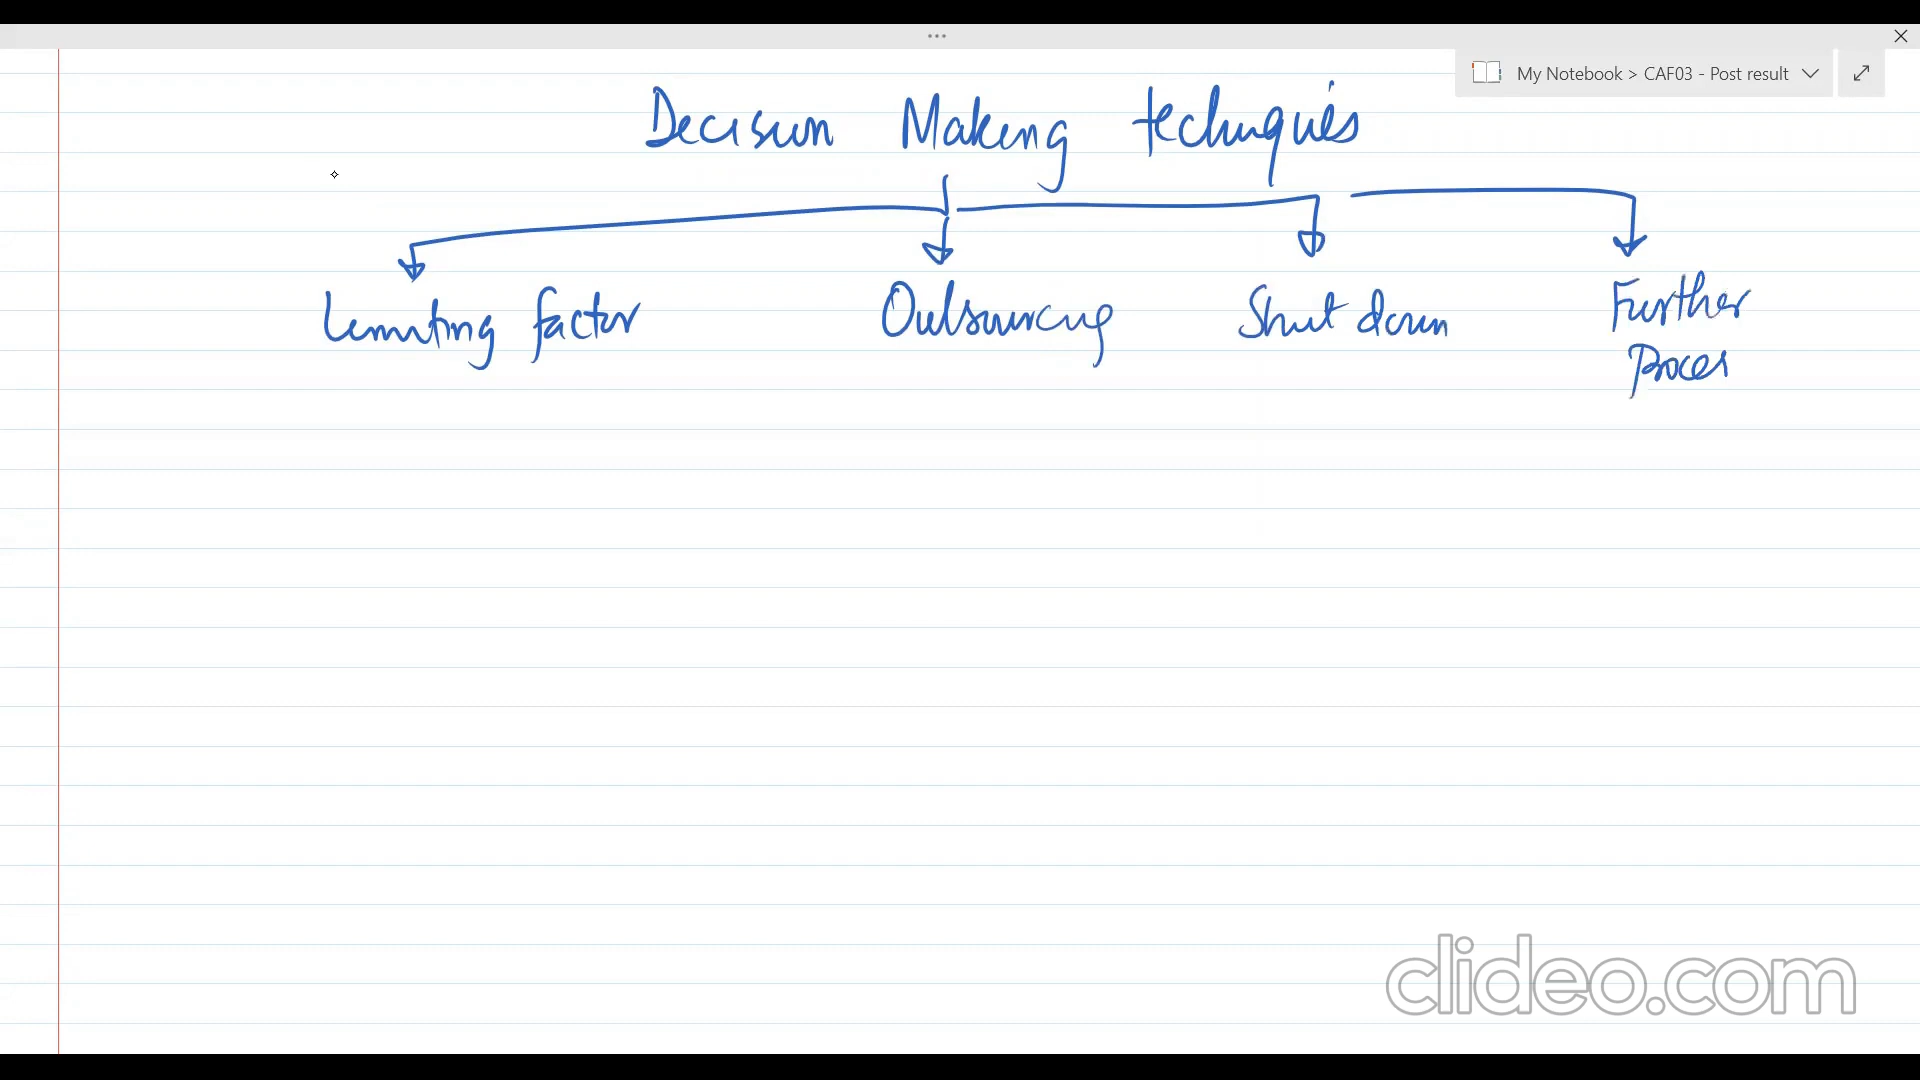 My Notebook > CAF03 - Post result
Decision Making techniques
Limiting factor Outsourcing Shut down Further
Process
clideo.com